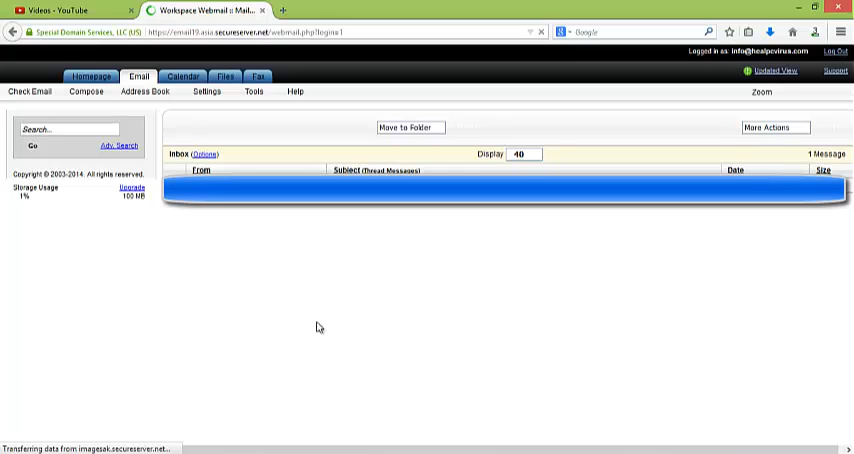 Videos - YouTube
Workspace Webmail :: Mail...
Special Domain Services, LLC (US)
https://email19.asia.secureserver.net/webmail.php?login=1
Google
Logged in as: info@healpcvirus.com
Log Out
Homepage
Email
Calendar
Files
Fax
Updated View
Support
Check Email
Compose
Address Book
Settings
Tools
Help
Zoom
Search...
Go
Adv. Search
Move to Folder
More Actions
Inbox (Options)
Display 40
1 Message
From
Subject (Thread Messages)
Date
Size
Copyright © 2003-2014. All rights reserved.
Storage Usage
Upgrade
1%
100 MB
Transferring data from imagesak.secureserver.net...